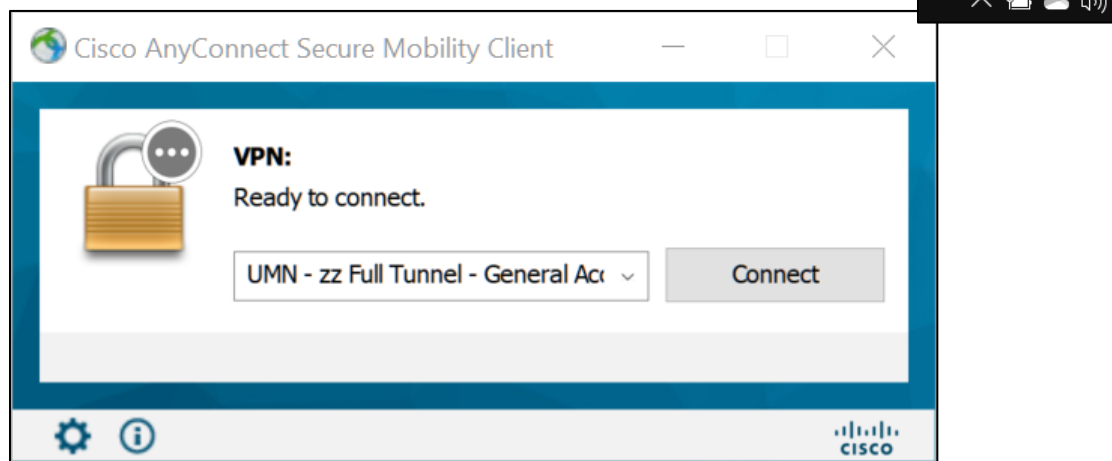 Cisco AnyConnect Secure Mobility Client
VPN:
Ready to connect.
UMN - zz Full Tunnel - General Acc
Connect
CISCO